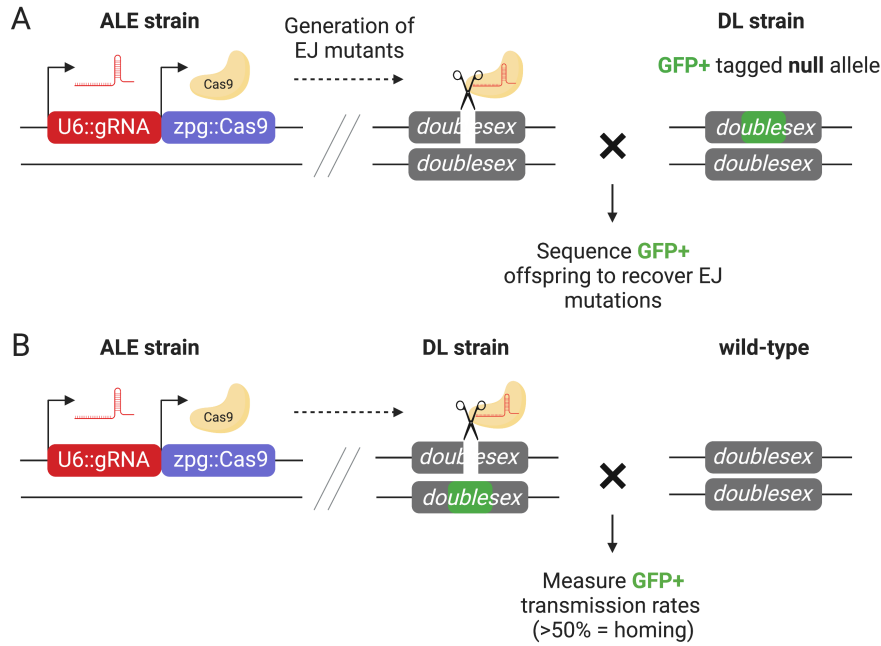 A
ALE strain
Generation of
EJ mutants
DL strain
GFP+ tagged null allele
Cas9
U6::gRNA
zpg::Cas9
doublesex
doublesex
doublesex
doublesex
Sequence GFP+
offspring to recover EJ
mutations
B
ALE strain
DL strain
wild-type
Cas9
U6::gRNA
zpg::Cas9
doublesex
doublesex
doublesex
doublesex
Measure GFP+
transmission rates
(>50% = homing)